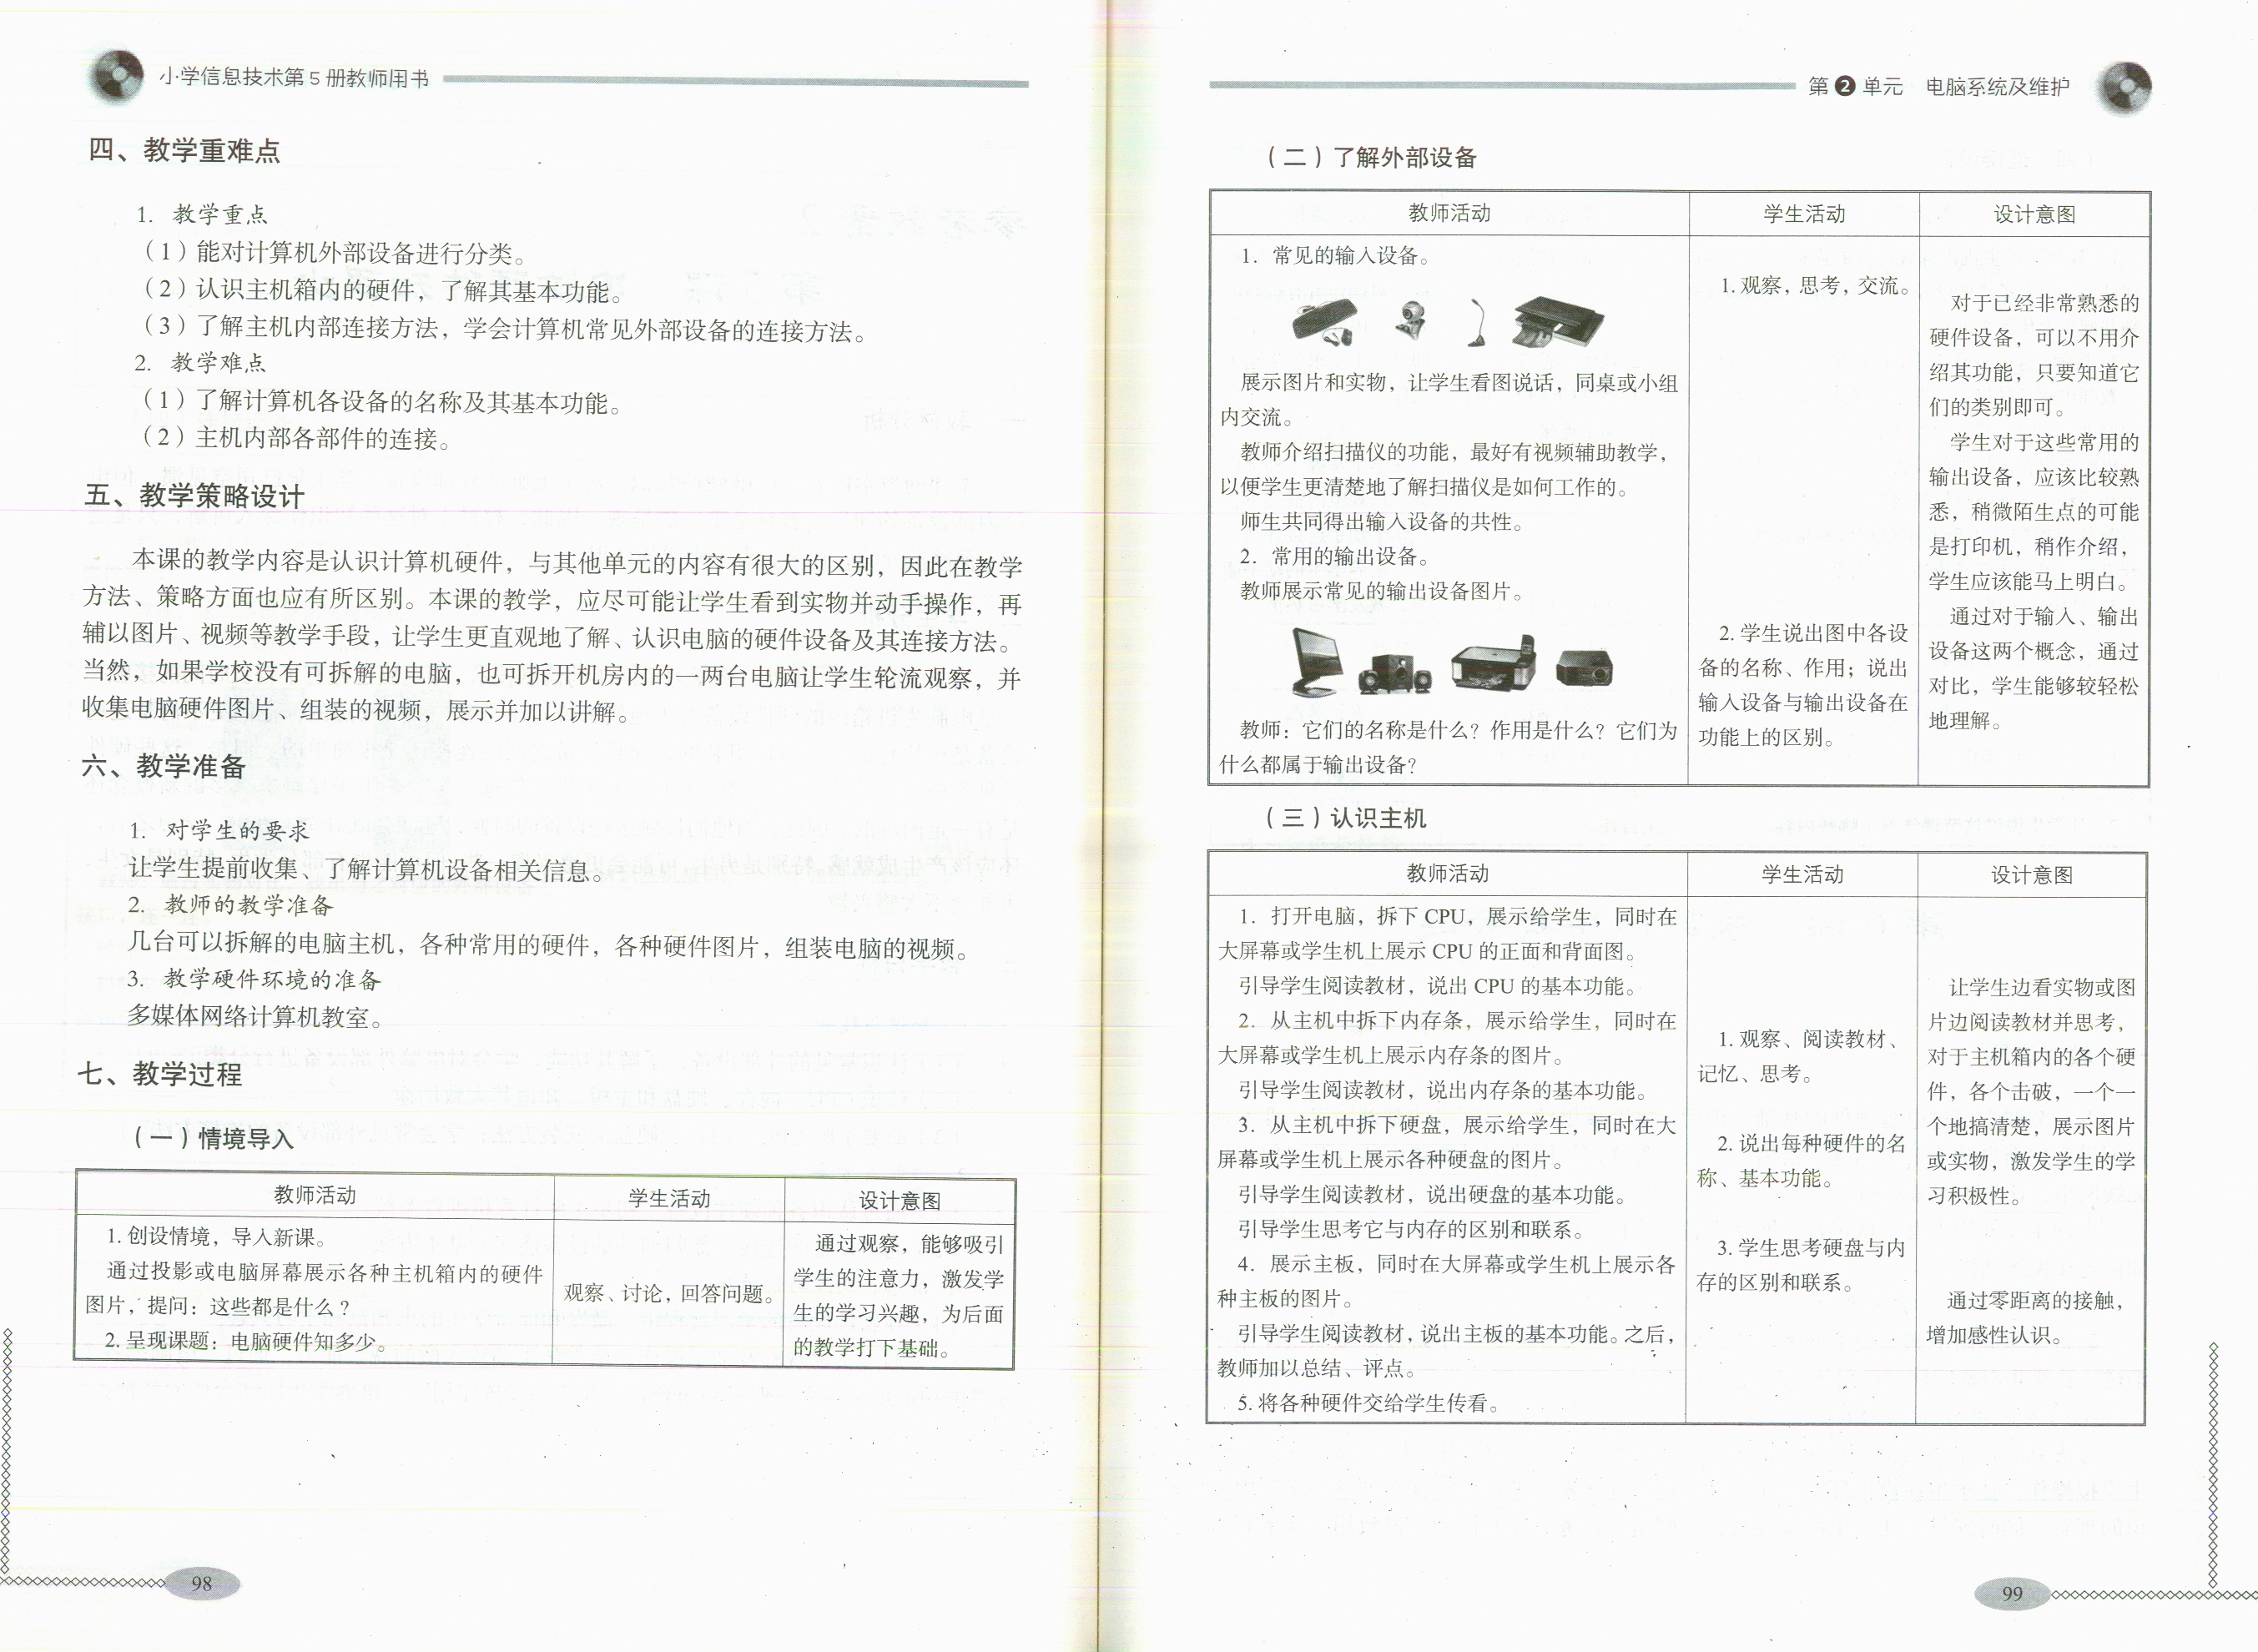 小学信息技术第5册教师用书
四、教学重难点
1. 教学重点
（1）能对计算机外部设备进行分类。
（2）认识主机箱内的硬件，了解其基本功能。
（3）了解主机内部连接方法，学会计算机常见外部设备的连接方法。
2. 教学难点
（1）了解计算机各设备的名称及其基本功能。
（2）主机内部各部件的连接。
五、教学策略设计
本课的教学内容是认识计算机硬件，与其他单元的内容有很大的区别，因此在教学
方法、策略方面也应有所区别。本课的教学，应尽可能让学生看到实物并动手操作，再
辅以图片、视频等教学手段，让学生更直观地了解、认识电脑的硬件设备及其连接方法。
当然，如果学校没有可拆解的电脑，也可拆开机房内的一两台电脑让学生轮流观察，并
收集电脑硬件图片、组装的视频，展示并加以讲解。
六、教学准备
1. 对学生的要求
让学生提前收集、了解计算机设备相关信息。
2. 教师的教学准备
几台可以拆解的电脑主机，各种常用的硬件，各种硬件图片，组装电脑的视频。
3. 教学硬件环境的准备
多媒体网络计算机教室。
七、教学过程
（一）情境导入
教师活动
学生活动
设计意图
1. 创设情境，导入新课。
通过投影或电脑屏幕展示各种主机箱内的硬件
图片，提问：这些都是什么？
2. 呈现课题：电脑硬件知多少。
观察、讨论，回答问题。
通过观察，能够吸引
学生的注意力，激发学
生的学习兴趣，为后面
的教学打下基础。
98
第2单元 电脑系统及维护
（二）了解外部设备
教师活动
学生活动
设计意图
1. 常见的输入设备。
展示图片和实物，让学生看图说话，同桌或小组
内交流。
教师介绍扫描仪的功能，最好有视频辅助教学，
以便学生更清楚地了解扫描仪是如何工作的。
师生共同得出输入设备的共性。
2. 常用的输出设备。
教师展示常见的输出设备图片。
教师：它们的名称是什么？作用是什么？它们为
什么都属于输出设备？
1. 观察，思考，交流。
2. 学生说出图中各设
备的名称、作用；说出
输入设备与输出设备在
功能上的区别。
对于已经非常熟悉的
硬件设备，可以不用介
绍其功能，只要知道它
们的类别即可。
学生对于这些常用的
输出设备，应该比较熟
悉，稍微陌生点的可能
是打印机，稍作介绍，
学生应该能马上明白。
通过对于输入、输出
设备这两个概念，通过
对比，学生能够较轻松
地理解。
（三）认识主机
教师活动
学生活动
设计意图
1. 打开电脑，拆下 CPU，展示给学生，同时在
大屏幕或学生机上展示 CPU 的正面和背面图。
引导学生阅读教材，说出 CPU 的基本功能。
2. 从主机中拆下内存条，展示给学生，同时在
大屏幕或学生机上展示内存条的图片。
引导学生阅读教材，说出内存条的基本功能。
3. 从主机中拆下硬盘，展示给学生，同时在大
屏幕或学生机上展示各种硬盘的图片。
引导学生阅读教材，说出硬盘的基本功能。
引导学生思考它与内存的区别和联系。
4. 展示主板，同时在大屏幕或学生机上展示各
种主板的图片。
引导学生阅读教材，说出主板的基本功能。之后，
教师加以总结、评点。
5. 将各种硬件交给学生传看。
1. 观察、阅读教材、
记忆、思考。
2. 说出每种硬件的名
称、基本功能。
3. 学生思考硬盘与内
存的区别和联系。
让学生边看实物或图
片边阅读教材并思考，
对于主机箱内的各个硬
件，各个击破，一个一
个地搞清楚，展示图片
或实物，激发学生的学
习积极性。
通过零距离的接触，
增加感性认识。
99